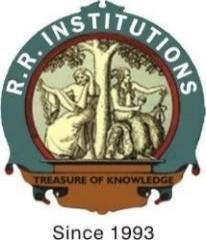 R.R. INSTITUTIONS
TREASURE OF KNOWLEDGE
Since 1993